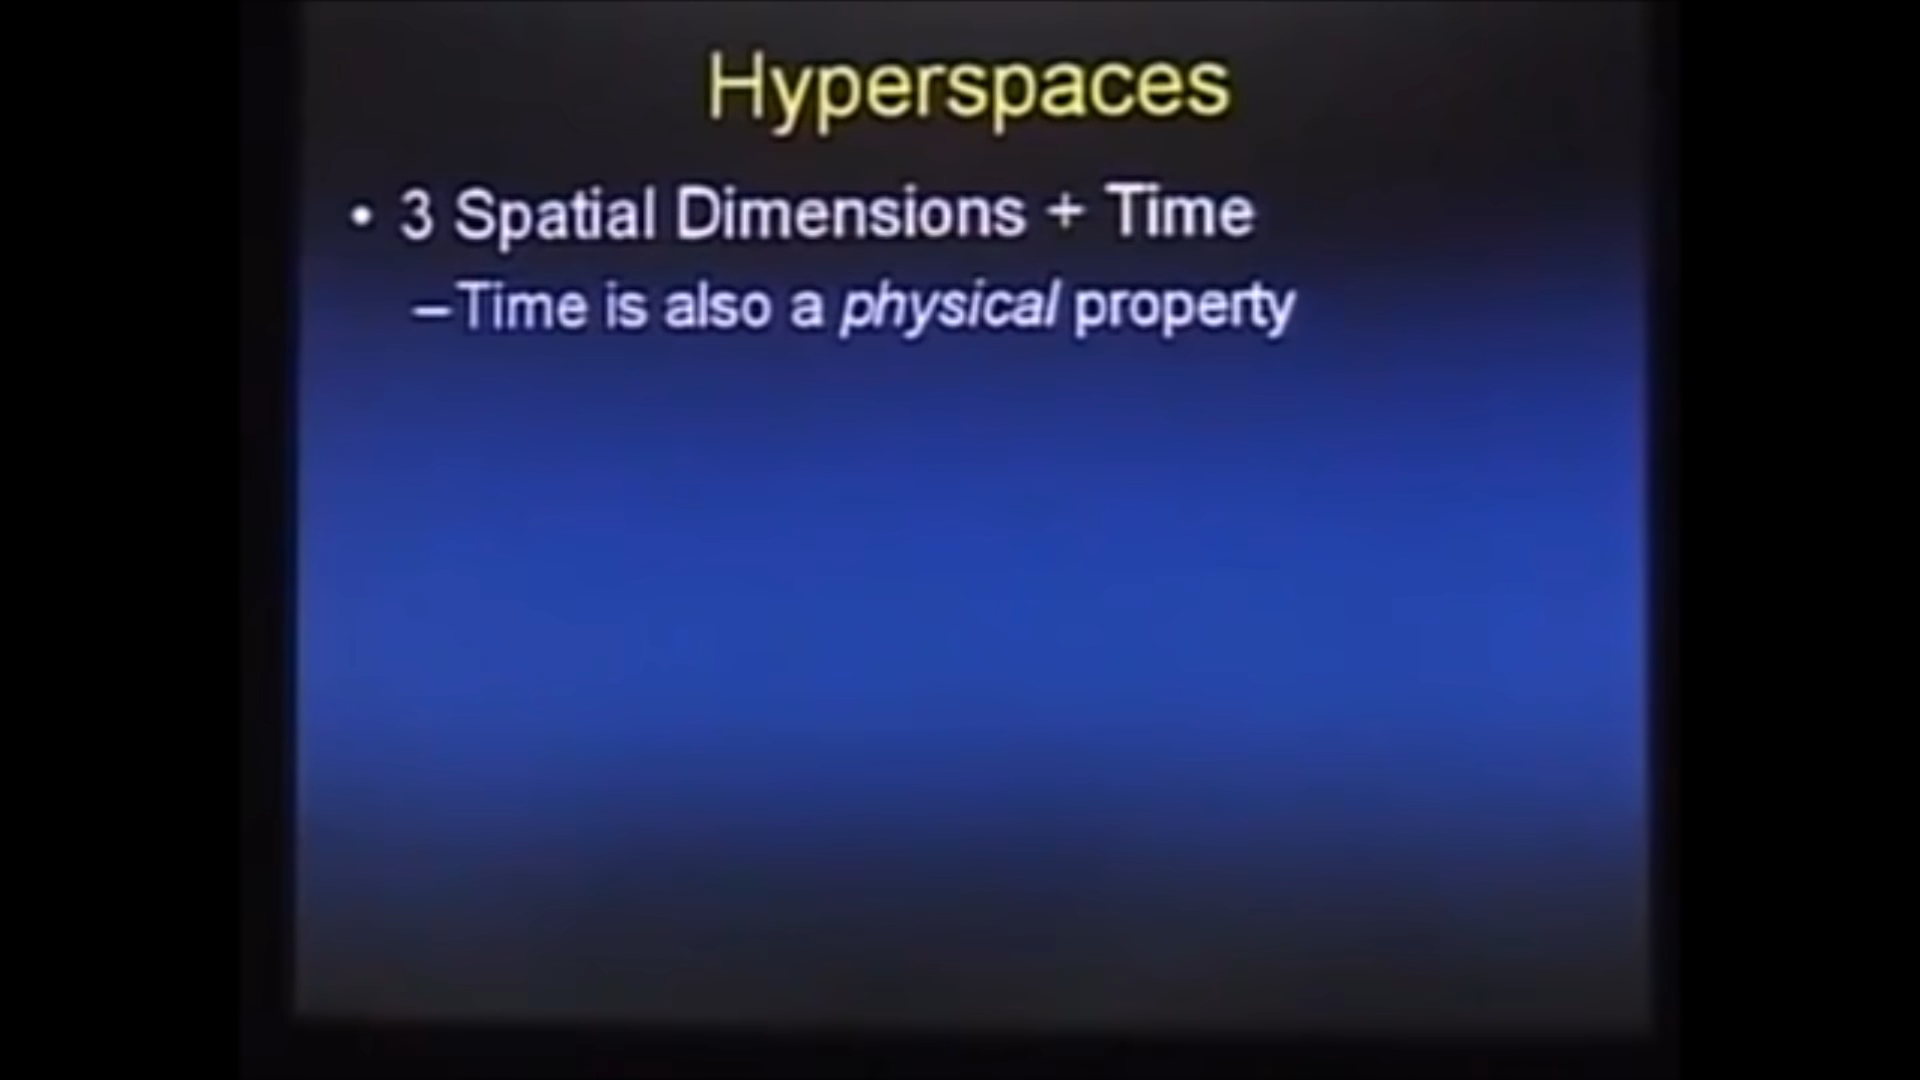 Hyperspaces
• 3 Spatial Dimensions + Time
–Time is also a physical property